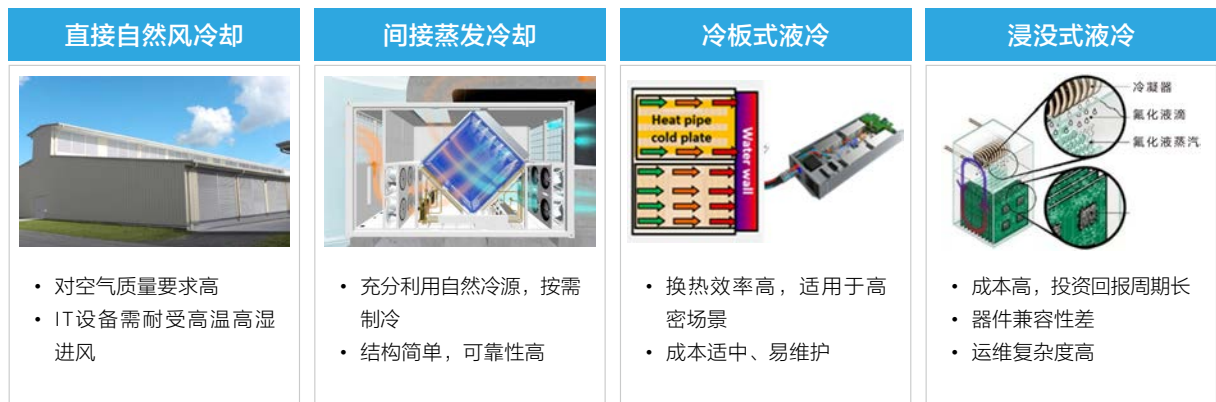 直接自然风冷却
对空气质量要求高
IT设备需耐受高温高湿
进风
间接蒸发冷却
充分利用自然冷源，按需
制冷
结构简单，可靠性高
冷板式液冷
Heat pipe
cold plate
Water wall
换热效率高，适用于高
密场景
成本适中、易维护
浸没式液冷
冷凝器
氟化液滴
氟化液蒸汽
成本高，投资回报周期长
器件兼容性差
运维复杂度高